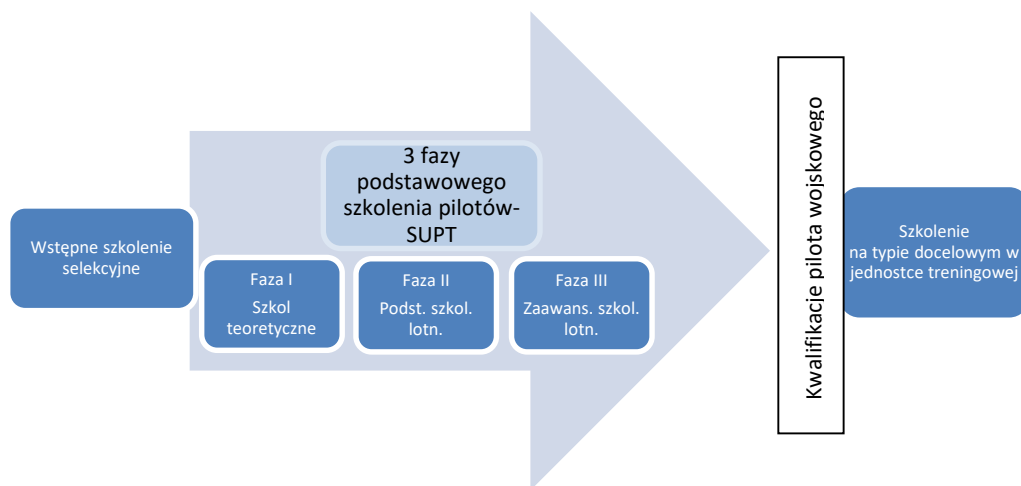 Wstępne szkolenie
selekcyjne
3 fazy
podstawowego
szkolenia pilotów-
SUPT
Faza I
Szkol
teoretyczne
Faza II
Podst. szkol.
lotn.
Faza III
Zaawans. szkol.
lotn.
Kwalifikacje pilota wojskowego
Szkolenie
na typie docelowym w
jednostce treningowej